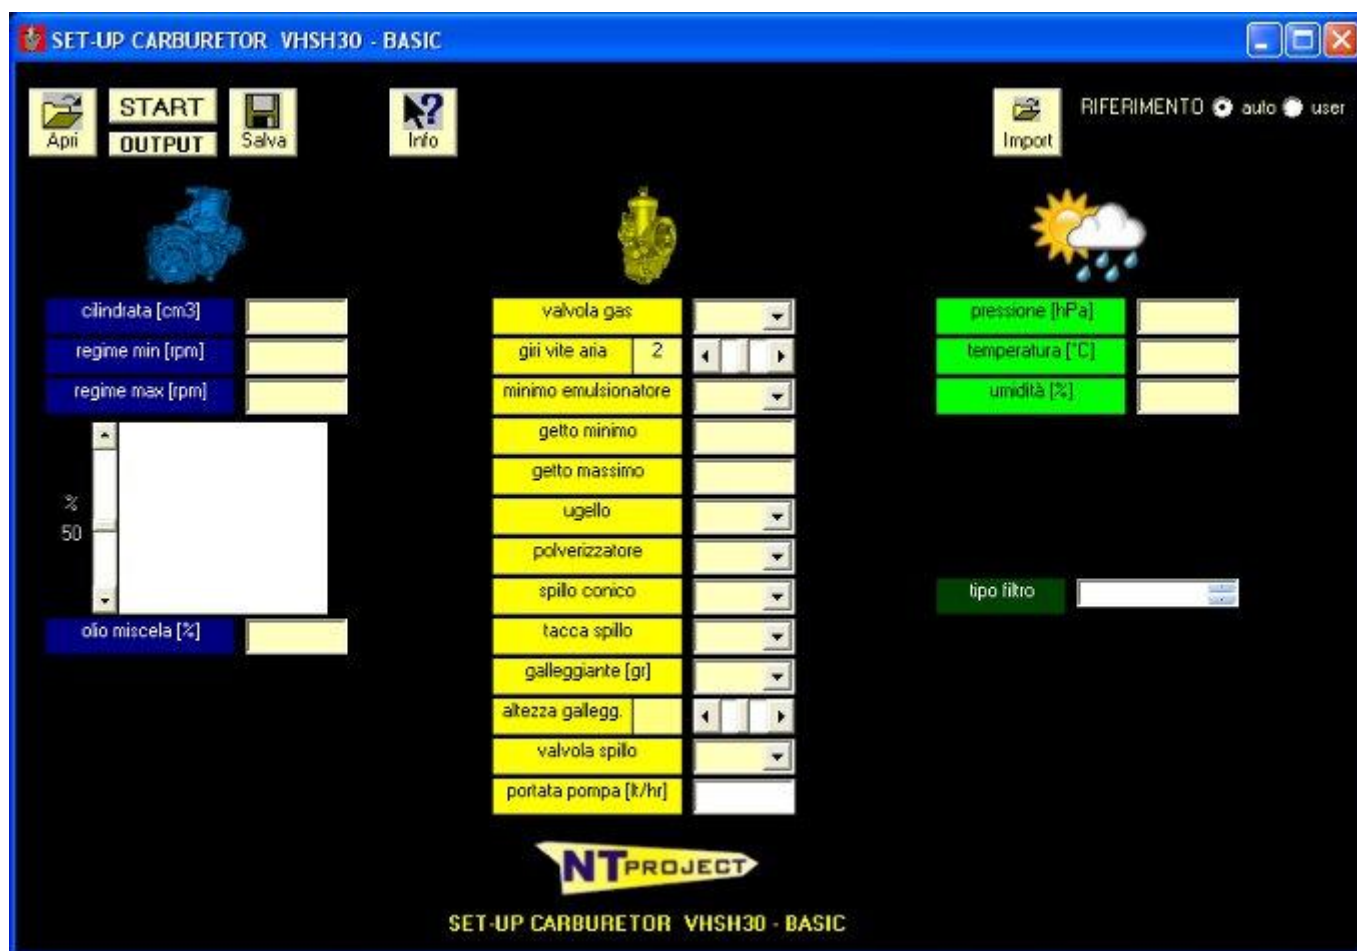 SET-UP CARBURETOR VHSH30 - BASIC
Apri
START
OUTPUT
Salva
Info
Import
RIFERIMENTO auto user
cilindrata [cm3]
regime min [rpm]
regime max [rpm]
%
50
olio miscela [%]
valvola gas
giri vite aria 2
minimo emulsionatore
getto minimo
getto massimo
ugello
polverizzatore
spillo conico
tacca spillo
galleggiante [gr]
altezza gallegg.
valvola spillo
portata pompa [lt/hr]
pressione [hPa]
temperatura [°C]
umidità [%]
tipo filtro
NTPROJECT
SET-UP CARBURETOR VHSH30 - BASIC